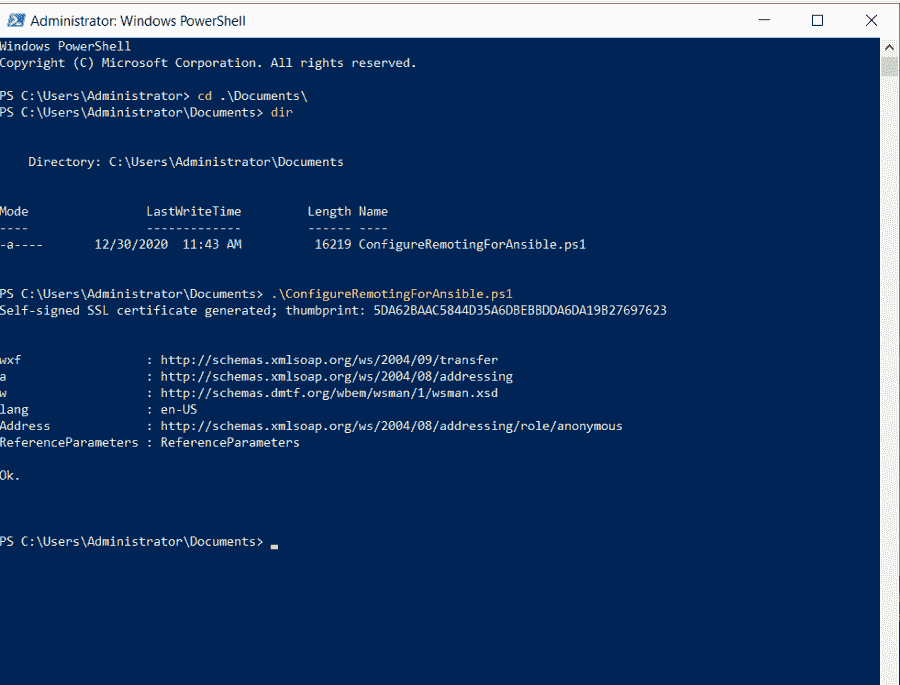 Administrator: Windows PowerShell
Windows PowerShell
Copyright (C) Microsoft Corporation. All rights reserved.
PS C:\Users\Administrator> cd .\Documents\
PS C:\Users\Administrator\Documents> dir
Directory: C:\Users\Administrator\Documents
Mode LastWriteTime Length Name
---- ------------- ------ ----
-a---- 12/30/2020 11:43 AM 16219 ConfigureRemotingForAnsible.ps1
PS C:\Users\Administrator\Documents> .\ConfigureRemotingForAnsible.ps1
Self-signed SSL certificate generated; thumbprint: 5DA62BAAC5844D35A6DBEBBDDA6DA19B27697623
wxf : http://schemas.xmlsoap.org/ws/2004/09/transfer
a : http://schemas.xmlsoap.org/ws/2004/08/addressing
w : http://schemas.dmtf.org/wbem/wsman/1/wsman.xsd
lang : en-US
Address : http://schemas.xmlsoap.org/ws/2004/08/addressing/role/anonymous
ReferenceParameters : ReferenceParameters
Ok.
PS C:\Users\Administrator\Documents>